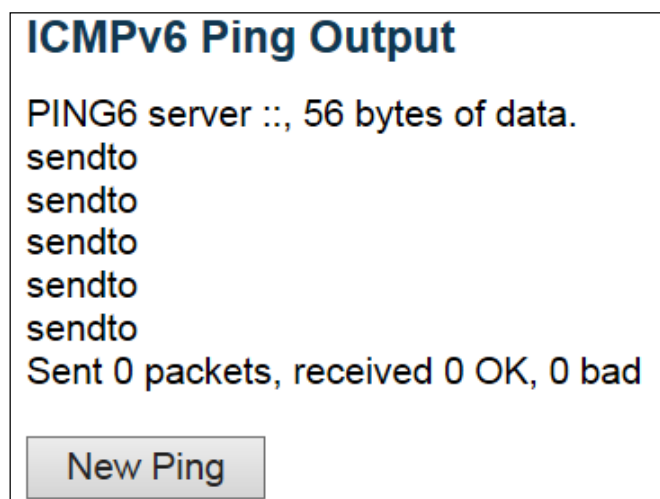 ICMPv6 Ping Output
PING6 server ::, 56 bytes of data.
sendto
sendto
sendto
sendto
sendto
Sent 0 packets, received 0 OK, 0 bad
New Ping